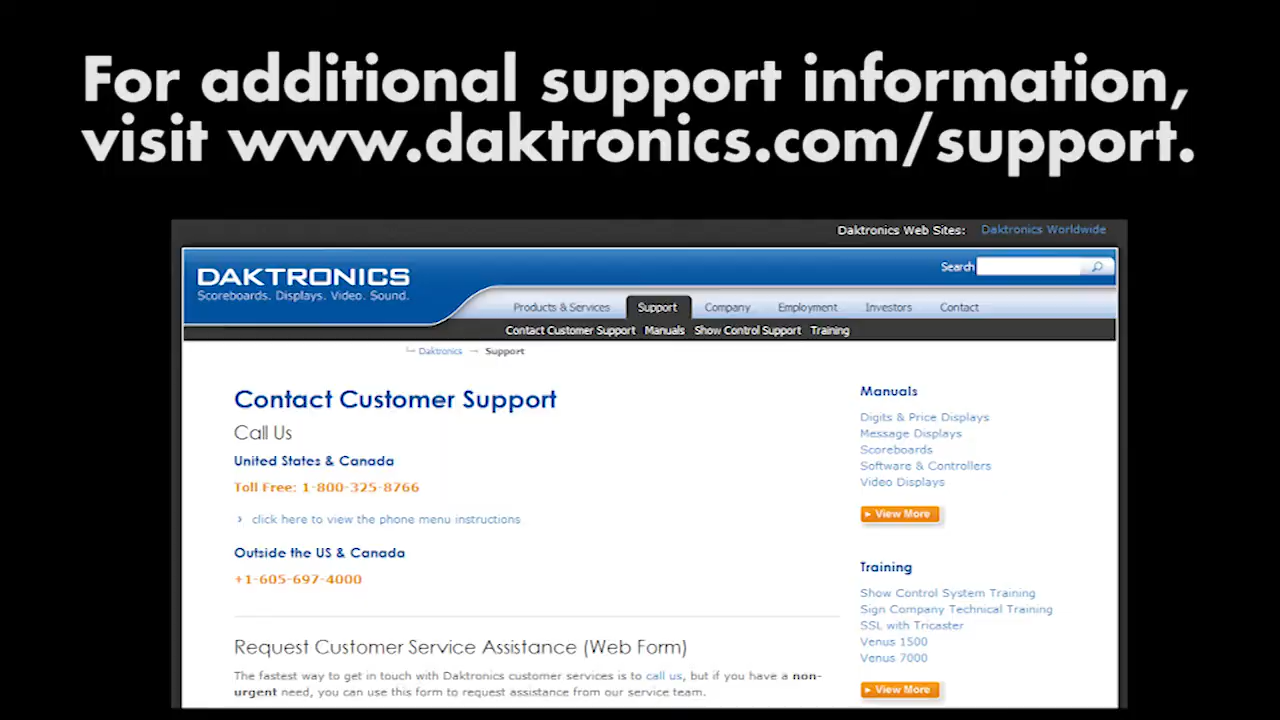 For additional support information,
visit www.daktronics.com/support.
Daktronics Web Sites: Daktronics Worldwide
DAKTRONICS
Scoreboards. Displays. Video. Sound.
Search
Products & Services Support Company Employment Investors Contact
Contact Customer Support Manuals Show Control Support Training
Daktronics → Support
Contact Customer Support
Call Us
United States & Canada
Toll Free: 1-800-325-8766
› click here to view the phone menu instructions
Outside the US & Canada
+1-605-697-4000
Request Customer Service Assistance (Web Form)
The fastest way to get in touch with Daktronics customer services is to call us, but if you have a non-
urgent need, you can use this form to request assistance from our service team.
Manuals
Digits & Price Displays
Message Displays
Scoreboards
Software & Controllers
Video Displays
View More
Training
Show Control System Training
Sign Company Technical Training
SSL with Tricaster
Venus 1500
Venus 7000
View More